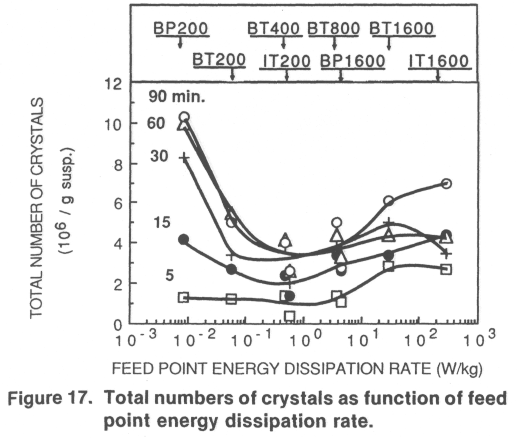 BP200 BT400 BT800 BT1600
BT200 IT200 BP1600 IT1600
12
90 min.
10
60
8
30
6
15
4
5
2
0
10-3 10-2 10-1 100 101 102 103
TOTAL NUMBER OF CRYSTALS
(10⁶ / g susp.)
FEED POINT ENERGY DISSIPATION RATE (W/kg)
Figure 17. Total numbers of crystals as function of feed
point energy dissipation rate.